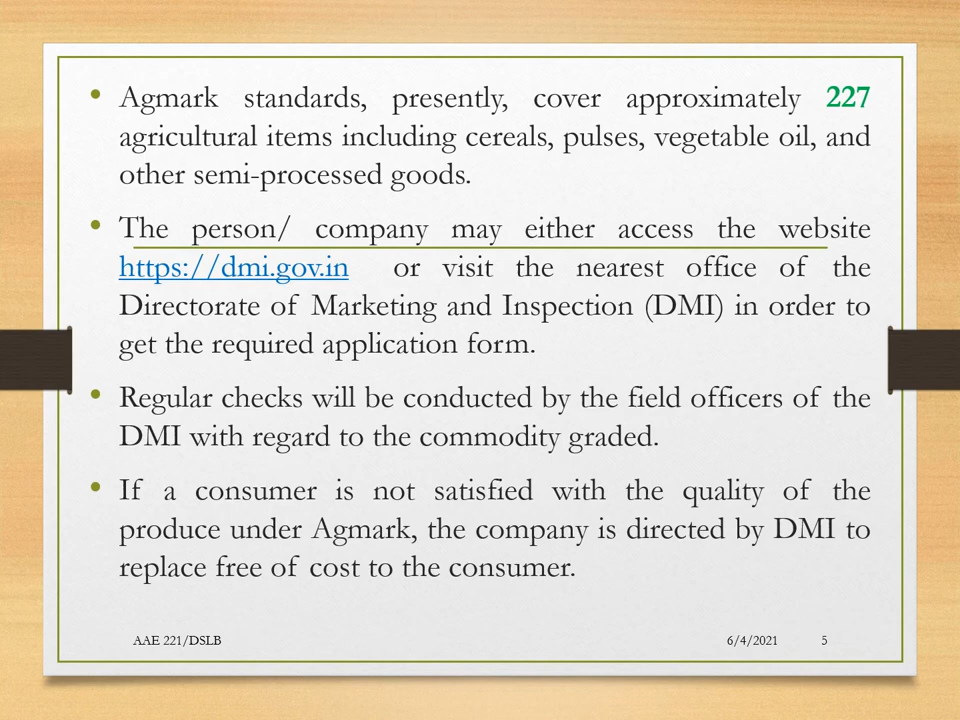 • Agmark standards, presently, cover approximately 227
agricultural items including cereals, pulses, vegetable oil, and
other semi-processed goods.
• The person/ company may either access the website
https://dmi.gov.in or visit the nearest office of the
Directorate of Marketing and Inspection (DMI) in order to
get the required application form.
• Regular checks will be conducted by the field officers of the
DMI with regard to the commodity graded.
• If a consumer is not satisfied with the quality of the
produce under Agmark, the company is directed by DMI to
replace free of cost to the consumer.
AAE 221/DSLB 6/4/2021 5